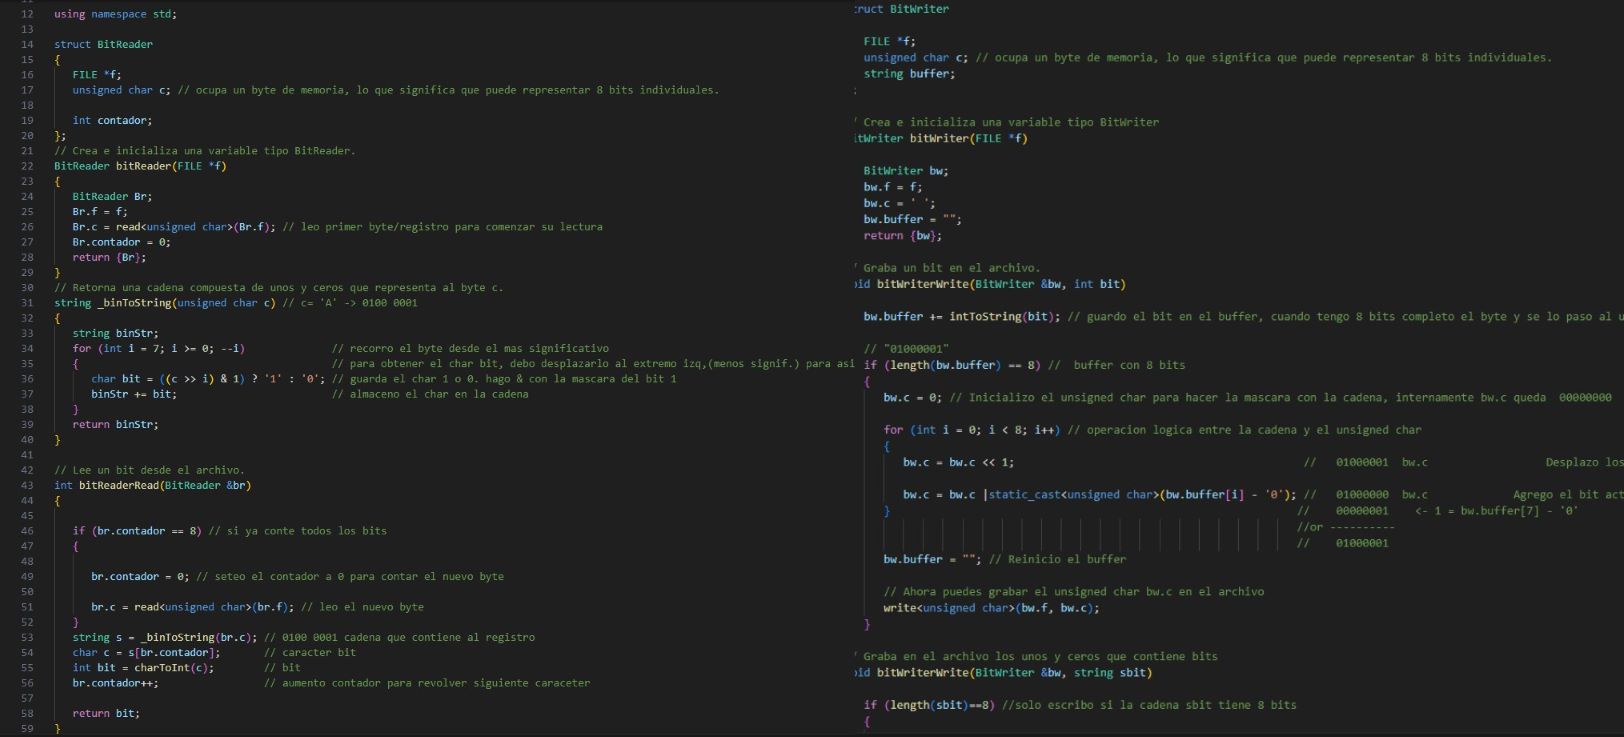 12 using namespace std;
13
14 struct BitReader
15 {
16 FILE *f;
17 unsigned char c; // ocupa un byte de memoria, lo que significa que puede representar 8 bits individuales.
18
19 int contador;
20 };
21 // Crea e inicializa una variable tipo BitReader.
22 BitReader bitReader(FILE *f)
23 {
24 BitReader Br;
25 Br.f = f;
26 Br.c = read<unsigned char>(Br.f); // leo primer byte/registro para comenzar su lectura
27 Br.contador = 0;
28 return {Br};
29 }
30 // Retorna una cadena compuesta de unos y ceros que representa al byte c.
31 string _binToString(unsigned char c) // c= 'A' -> 0100 0001
32 {
33 string binStr;
34 for (int i = 7; i >= 0; --i) // recorro el byte desde el mas significativo
35 { // para obtener el char bit, debo desplazarlo al extremo izq,(menos signif.) para asi
36 char bit = ((c >> i) & 1) ? '1' : '0'; // guarda el char 1 o 0. hago & con la mascara del bit 1
37 binStr += bit; // almaceno el char en la cadena
38 }
39 return binStr;
40 }
41
42 // Lee un bit desde el archivo.
43 int bitReaderRead(BitReader &br)
44 {
45
46 if (br.contador == 8) // si ya conte todos los bits
47 {
48
49 br.contador = 0; // seteo el contador a 0 para contar el nuevo byte
50
51 br.c = read<unsigned char>(br.f); // leo el nuevo byte
52 }
53 string s = _binToString(br.c); // 0100 0001 cadena que contiene al registro
54 char c = s[br.contador]; // caracter bit
55 int bit = charToInt(c); // bit
56 br.contador++; // aumento contador para revolver siguiente caraceter
57
58 return bit;
59 }
ruct BitWriter
FILE *f;
unsigned char c; // ocupa un byte de memoria, lo que significa que puede representar 8 bits individuales.
string buffer;
;
/ Crea e inicializa una variable tipo BitWriter
itWriter bitWriter(FILE *f)
BitWriter bw;
bw.f = f;
bw.c = ' ';
bw.buffer = "";
return {bw};
/ Graba un bit en el archivo.
id bitWriterWrite(BitWriter &bw, int bit)
bw.buffer += intToString(bit); // guardo el bit en el buffer, cuando tengo 8 bits completo el byte y se lo paso al u
// "01000001"
if (length(bw.buffer) == 8) // buffer con 8 bits
{
bw.c = 0; // Inicializo el unsigned char para hacer la mascara con la cadena, internamente bw.c queda 00000000
for (int i = 0; i < 8; i++) // operacion logica entre la cadena y el unsigned char
{
bw.c = bw.c << 1; // 01000001 bw.c Desplazo los
bw.c = bw.c |static_cast<unsigned char>(bw.buffer[i] - '0'); // 01000000 bw.c Agrego el bit act
} // 00000001 <- 1 = bw.buffer[7] - '0'
//or ----------
// 01000001
bw.buffer = ""; // Reinicio el buffer
// Ahora puedes grabar el unsigned char bw.c en el archivo
write<unsigned char>(bw.f, bw.c);
}
/ Graba en el archivo los unos y ceros que contiene bits
id bitWriterWrite(BitWriter &bw, string sbit)
if (length(sbit)==8) //solo escribo si la cadena sbit tiene 8 bits
{